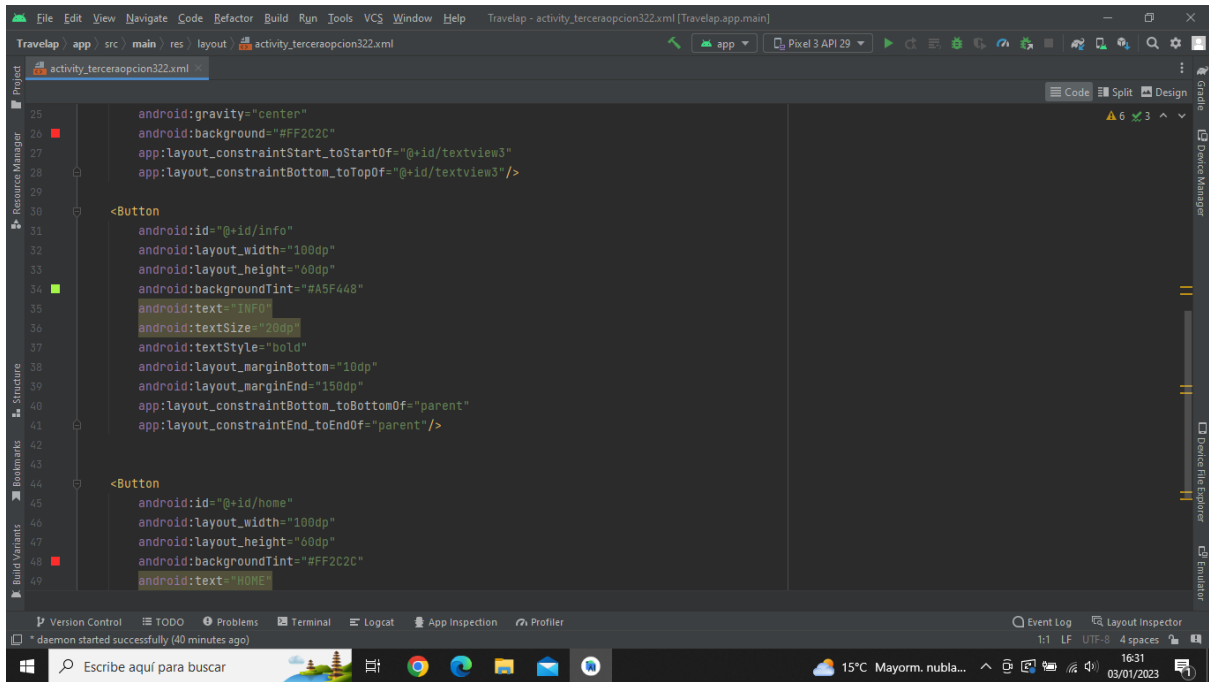 File Edit View Navigate Code Refactor Build Run Tools VCS Window Help Travelap - activity_terceraopcion322.xml [Travelap.app.main]
Travelap app src main res layout activity_terceraopcion322.xml app Pixel 3 API 29
activity_terceraopcion322.xml
Code Split Design
6 3
25 android:gravity="center"
26 android:background="#FF2C2C"
27 app:layout_constraintStart_toStartOf="@+id/textview3"
28 app:layout_constraintBottom_toTopOf="@+id/textview3"/>
29
30 <Button
31 android:id="@+id/info"
32 android:layout_width="100dp"
33 android:layout_height="60dp"
34 android:backgroundTint="#A5F448"
35 android:text="INFO"
36 android:textSize="20dp"
37 android:textStyle="bold"
38 android:layout_marginBottom="10dp"
39 android:layout_marginEnd="150dp"
40 app:layout_constraintBottom_toBottomOf="parent"
41 app:layout_constraintEnd_toEndOf="parent"/>
42
43
44 <Button
45 android:id="@+id/home"
46 android:layout_width="100dp"
47 android:layout_height="60dp"
48 android:backgroundTint="#FF2C2C"
49 android:text="HOME"
Project
Resource Manager
Structure
Bookmarks
Build Variants
Gradle
Device Manager
Device File Explorer
Emulator
Version Control TODO Problems Terminal Logcat App Inspection Profiler Event Log Layout Inspector
* daemon started successfully (40 minutes ago) 1:1 LF UTF-8 4 spaces
Escribe aquí para buscar 15°C Mayorm. nubla... 16:31
03/01/2023
1